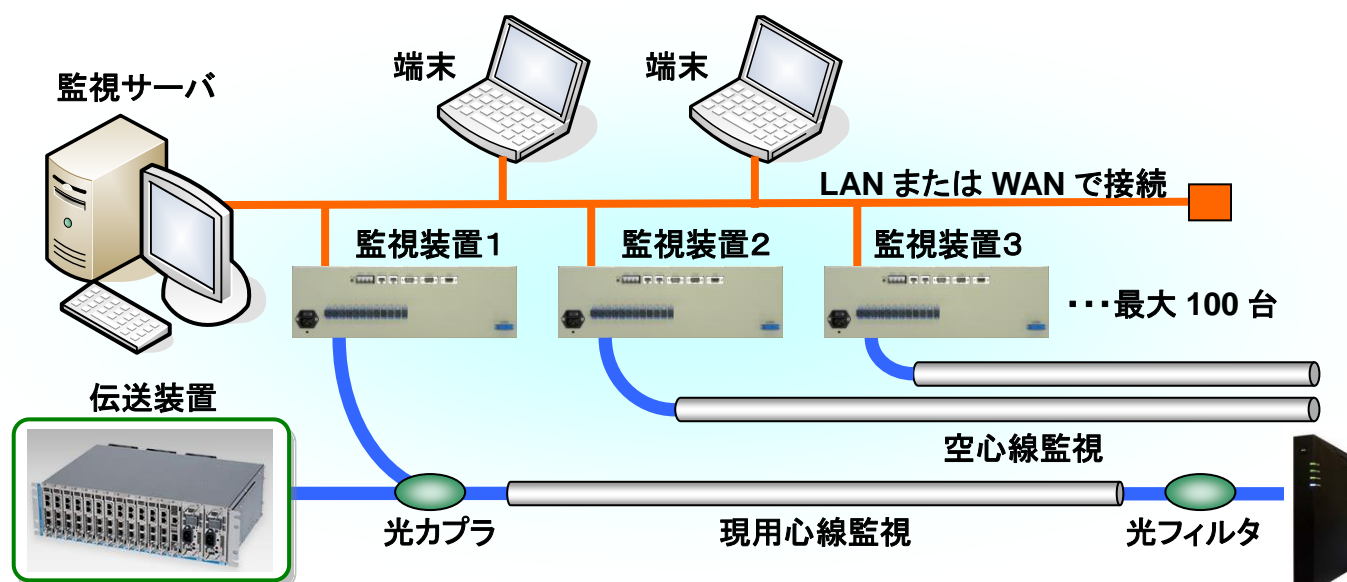 端末
端末
監視サーバ
LAN または WAN で接続
監視装置1
監視装置2
監視装置3
・・・最大 100 台
伝送装置
空心線監視
光カプラ
現用心線監視
光フィルタ